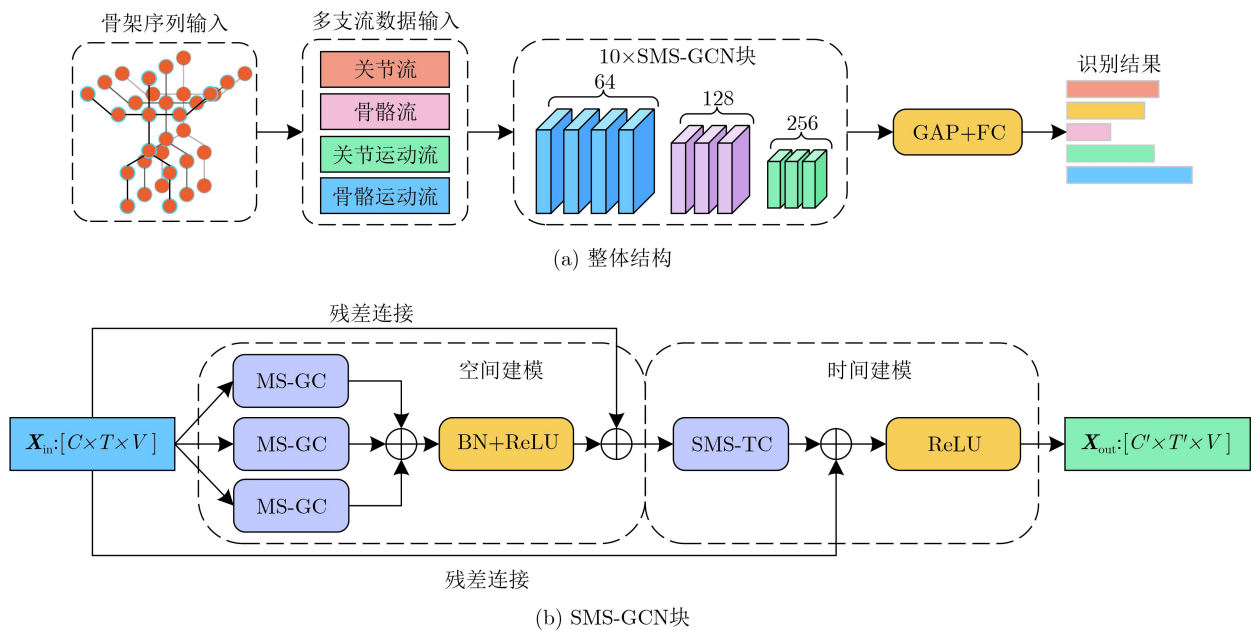 骨架序列输入
多支流数据输入
关节流
骨骼流
关节运动流
骨骼运动流
10×SMS-GCN块
64
128
256
GAP+FC
识别结果
(a) 整体结构
残差连接
空间建模
时间建模
MS-GC
MS-GC
MS-GC
X_in:[C×T×V]
BN+ReLU
SMS-TC
ReLU
X_out:[C′×T′×V]
残差连接
(b) SMS-GCN块